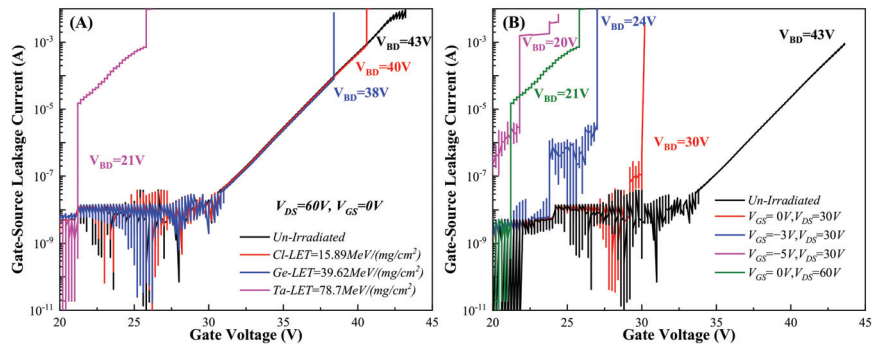 (A)
V_BD=43V
V_BD=40V
V_BD=38V
V_BD=21V
V_DS=60V, V_GS=0V
Un-Irradiated
Cl-LET=15.89MeV/(mg/cm²)
Ge-LET=39.62MeV/(mg/cm²)
Ta-LET=78.7MeV/(mg/cm²)
10⁻³
10⁻⁵
10⁻⁷
10⁻⁹
10⁻¹¹
20
25
30
35
40
45
Gate Voltage (V)
Gate-Source Leakage Current (A)
(B)
V_BD=24V
V_BD=20V
V_BD=43V
V_BD=21V
V_BD=30V
Un-Irradiated
V_GS= 0V,V_DS=30V
V_GS=−3V,V_DS=30V
V_GS=−5V,V_DS=30V
V_GS= 0V,V_DS=60V
10⁻³
10⁻⁵
10⁻⁷
10⁻⁹
10⁻¹¹
20
25
30
35
40
45
Gate Voltage (V)
Gate-Source Leakage Current (A)